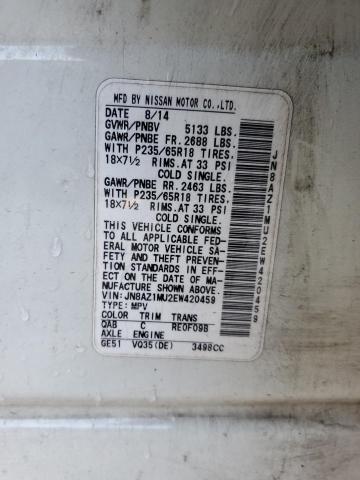 MFD BY NISSAN MOTOR CO.,LTD.
DATE 8/14
GVWR/PNBV 5133 LBS.
GAWR/PNBE FR. 2688 LBS.
WITH P235/65R18 TIRES,
18X7½ RIMS.AT 33 PSI
COLD SINGLE.
GAWR/PNBE RR. 2463 LBS.
WITH P235/65R18 TIRES,
18X7½ RIMS.AT 33 PSI
COLD SINGLE.
THIS VEHICLE CONFORMS
TO ALL APPLICABLE FED-
ERAL MOTOR VEHICLE SA-
FETY AND THEFT PREVEN-
TION STANDARDS IN EFF-
ECT ON THE DATE OF MA-
NUFACTURE SHOWN ABOVE.
VIN:JN8AZ1MU2EW420459
TYPE: MPV
COLOR TRIM TRANS
QAB C RE0F09B
AXLE ENGINE
GE51 VQ35(DE) 3498CC
JN8AZ1MU2EW420459